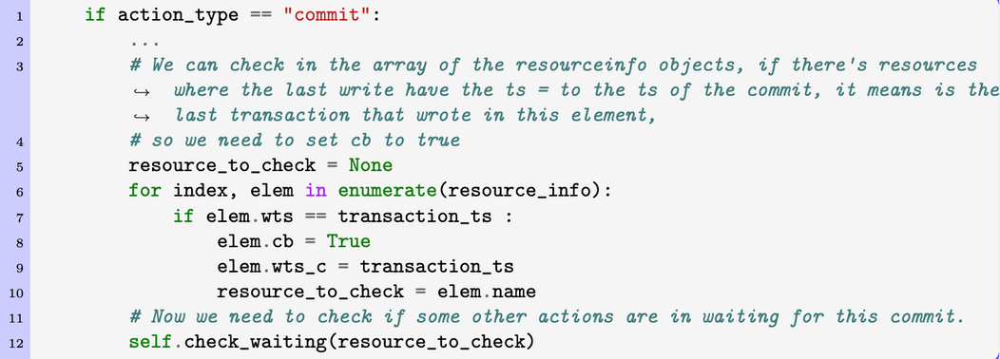 1 if action_type == "commit":
2 ...
3 # We can check in the array of the resourceinfo objects, if there's resources
↪ where the last write have the ts = to the ts of the commit, it means is the
↪ last transaction that wrote in this element,
4 # so we need to set cb to true
5 resource_to_check = None
6 for index, elem in enumerate(resource_info):
7 if elem.wts == transaction_ts :
8 elem.cb = True
9 elem.wts_c = transaction_ts
10 resource_to_check = elem.name
11 # Now we need to check if some other actions are in waiting for this commit.
12 self.check_waiting(resource_to_check)